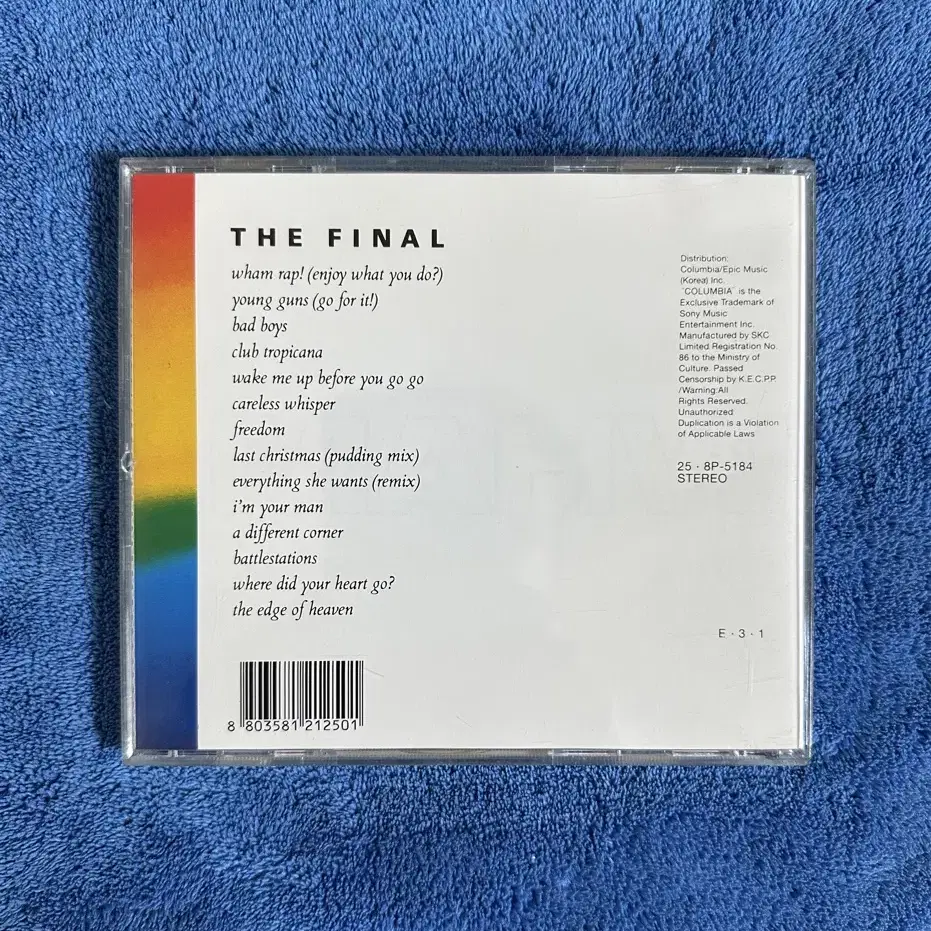 THE FINAL
wham rap! (enjoy what you do?)
young guns (go for it!)
bad boys
club tropicana
wake me up before you go go
careless whisper
freedom
last christmas (pudding mix)
everything she wants (remix)
i'm your man
a different corner
battlestations
where did your heart go?
the edge of heaven
Distribution:
Columbia/Epic Music
(Korea) Inc.
"COLUMBIA" is the
Exclusive Trademark of
Sony Music
Entertainment Inc.
Manufactured by SKC
Limited Registration No.
86 to the Ministry of
Culture. Passed
Censorship by K.E.C.P.P.
/Warning:All
Rights Reserved.
Unauthorized
Duplication is a Violation
of Applicable Laws
25 · 8P-5184
STEREO
E · 3 · 1
8 803581 212501